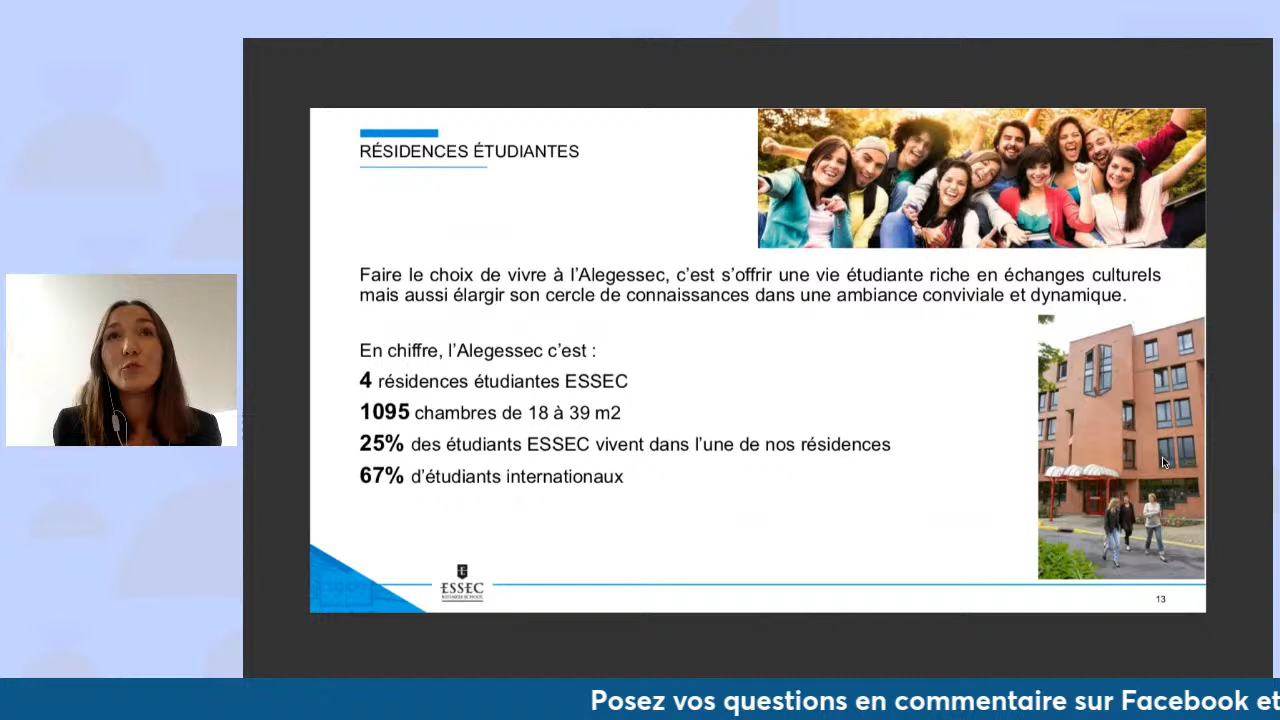 RÉSIDENCES ÉTUDIANTES
Faire le choix de vivre à l’Alegessec, c’est s’offrir une vie étudiante riche en échanges culturels
mais aussi élargir son cercle de connaissances dans une ambiance conviviale et dynamique.
En chiffre, l’Alegessec c’est :
4 résidences étudiantes ESSEC
1095 chambres de 18 à 39 m2
25% des étudiants ESSEC vivent dans l’une de nos résidences
67% d’étudiants internationaux
ESSEC
BUSINESS SCHOOL
13
Posez vos questions en commentaire sur Facebook et